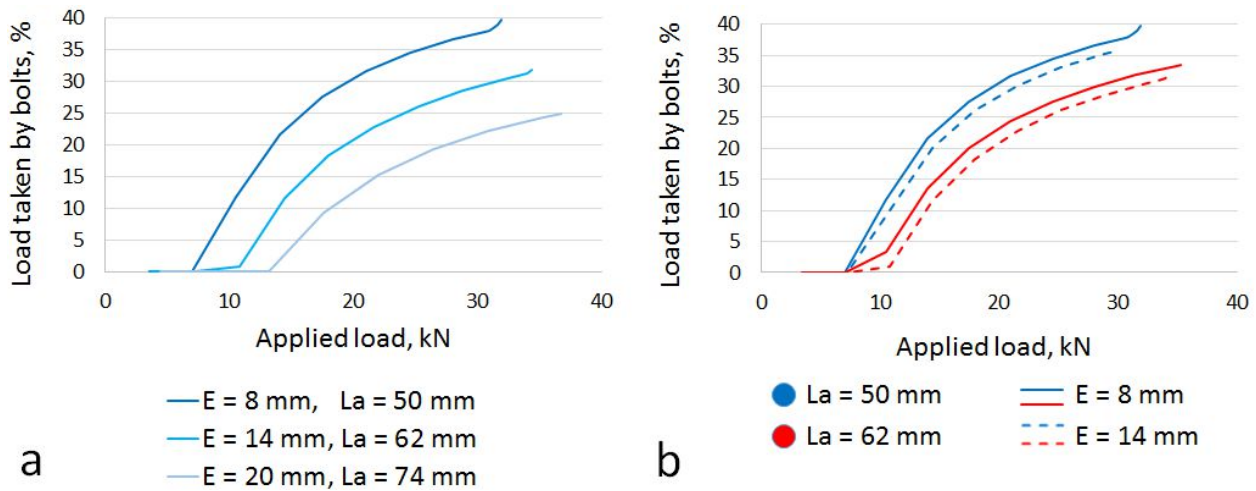 Load taken by bolts, %
40
35
30
25
20
15
10
5
0
0 10 20 30 40
Applied load, kN
E = 8 mm, La = 50 mm
E = 14 mm, La = 62 mm
E = 20 mm, La = 74 mm
a
Load taken by bolts, %
40
35
30
25
20
15
10
5
0
0 10 20 30 40
Applied load, kN
La = 50 mm E = 8 mm
La = 62 mm E = 14 mm
b